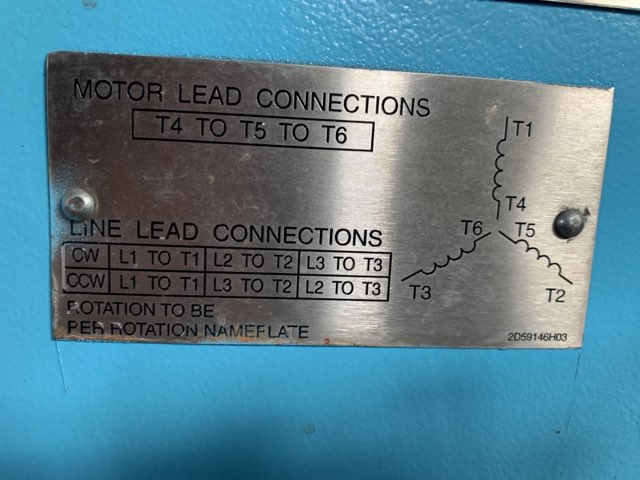 MOTOR LEAD CONNECTIONS
T4 TO T5 TO T6
T1
T4
T6 T5
T3 T2
LINE LEAD CONNECTIONS
CW L1 TO T1 L2 TO T2 L3 TO T3
CCW L1 TO T1 L3 TO T2 L2 TO T3
ROTATION TO BE
PER ROTATION NAMEPLATE
2D59146H03